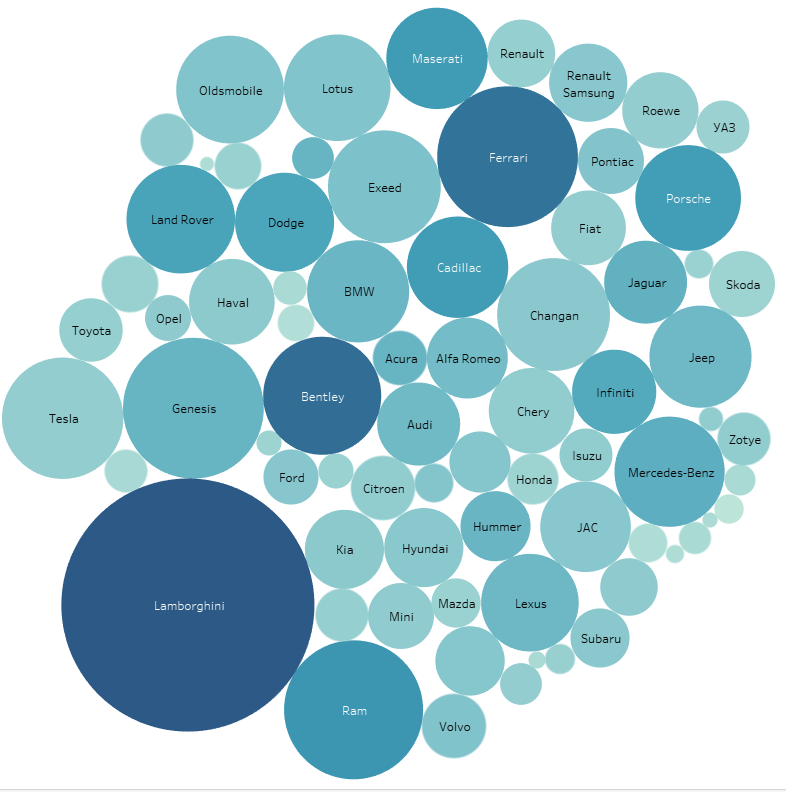 Maserati
Renault
Oldsmobile
Lotus
Renault
Samsung
Roewe
УАЗ
Ferrari
Pontiac
Exeed
Porsche
Land Rover
Dodge
Fiat
Cadillac
Jaguar
Skoda
BMW
Haval
Changan
Opel
Toyota
Acura
Alfa Romeo
Jeep
Infiniti
Bentley
Genesis
Tesla
Chery
Audi
Zotye
Isuzu
Mercedes-Benz
Ford
Citroen
Honda
Hummer
JAC
Kia
Hyundai
Lamborghini
Mazda
Lexus
Mini
Subaru
Ram
Volvo